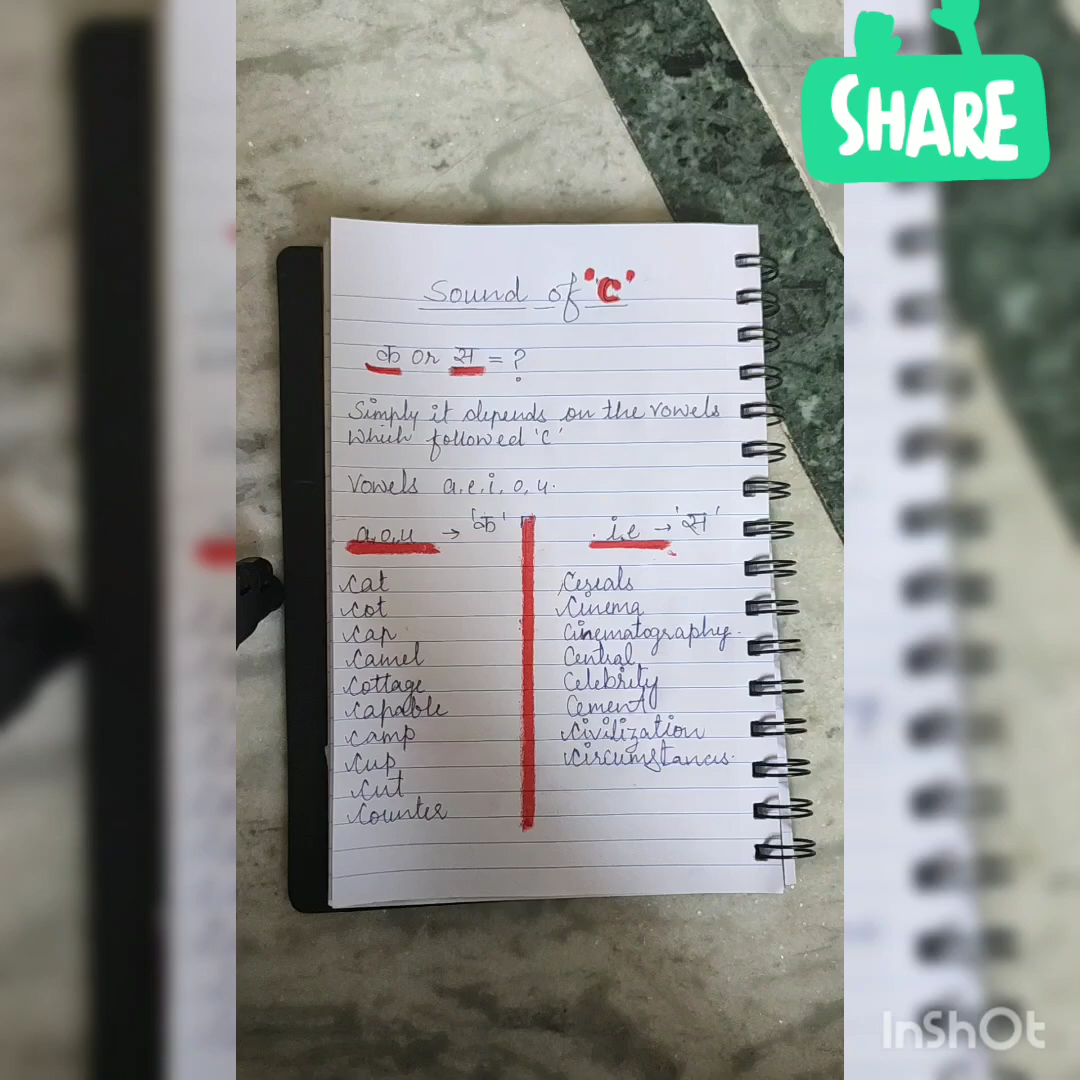 SHARE
Sound of 'C'
क or स = ?
Simply it depends on the vowels
which followed 'C'
Vowels a, e, i, o, u.
a, o, u → 'क'
cat
cot
cap
camel
cottage
capable
camp
cup
cut
counter
i, e → 'स'
Cereals
Cinema
Cinematography.
Central
Celebrity
Cement
Civilization
Circumstances.
InShOt